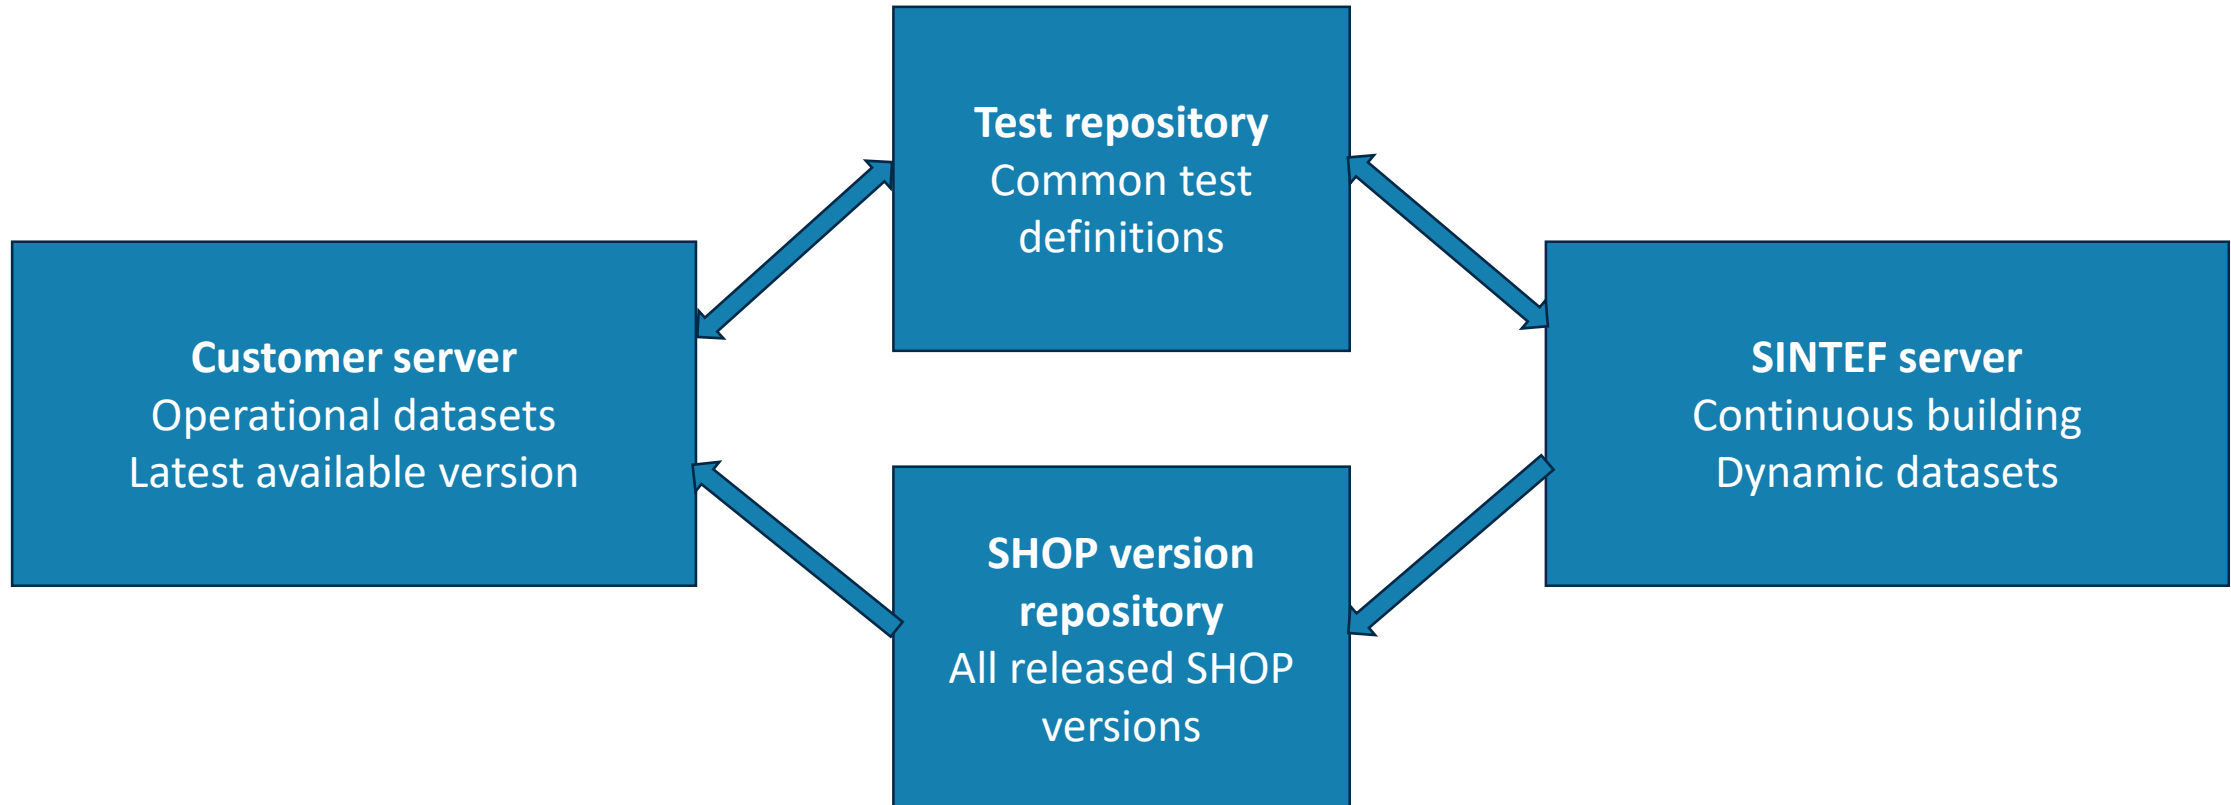 Test repository
Common test
definitions
Customer server
Operational datasets
Latest available version
SINTEF server
Continuous building
Dynamic datasets
SHOP version
repository
All released SHOP
versions